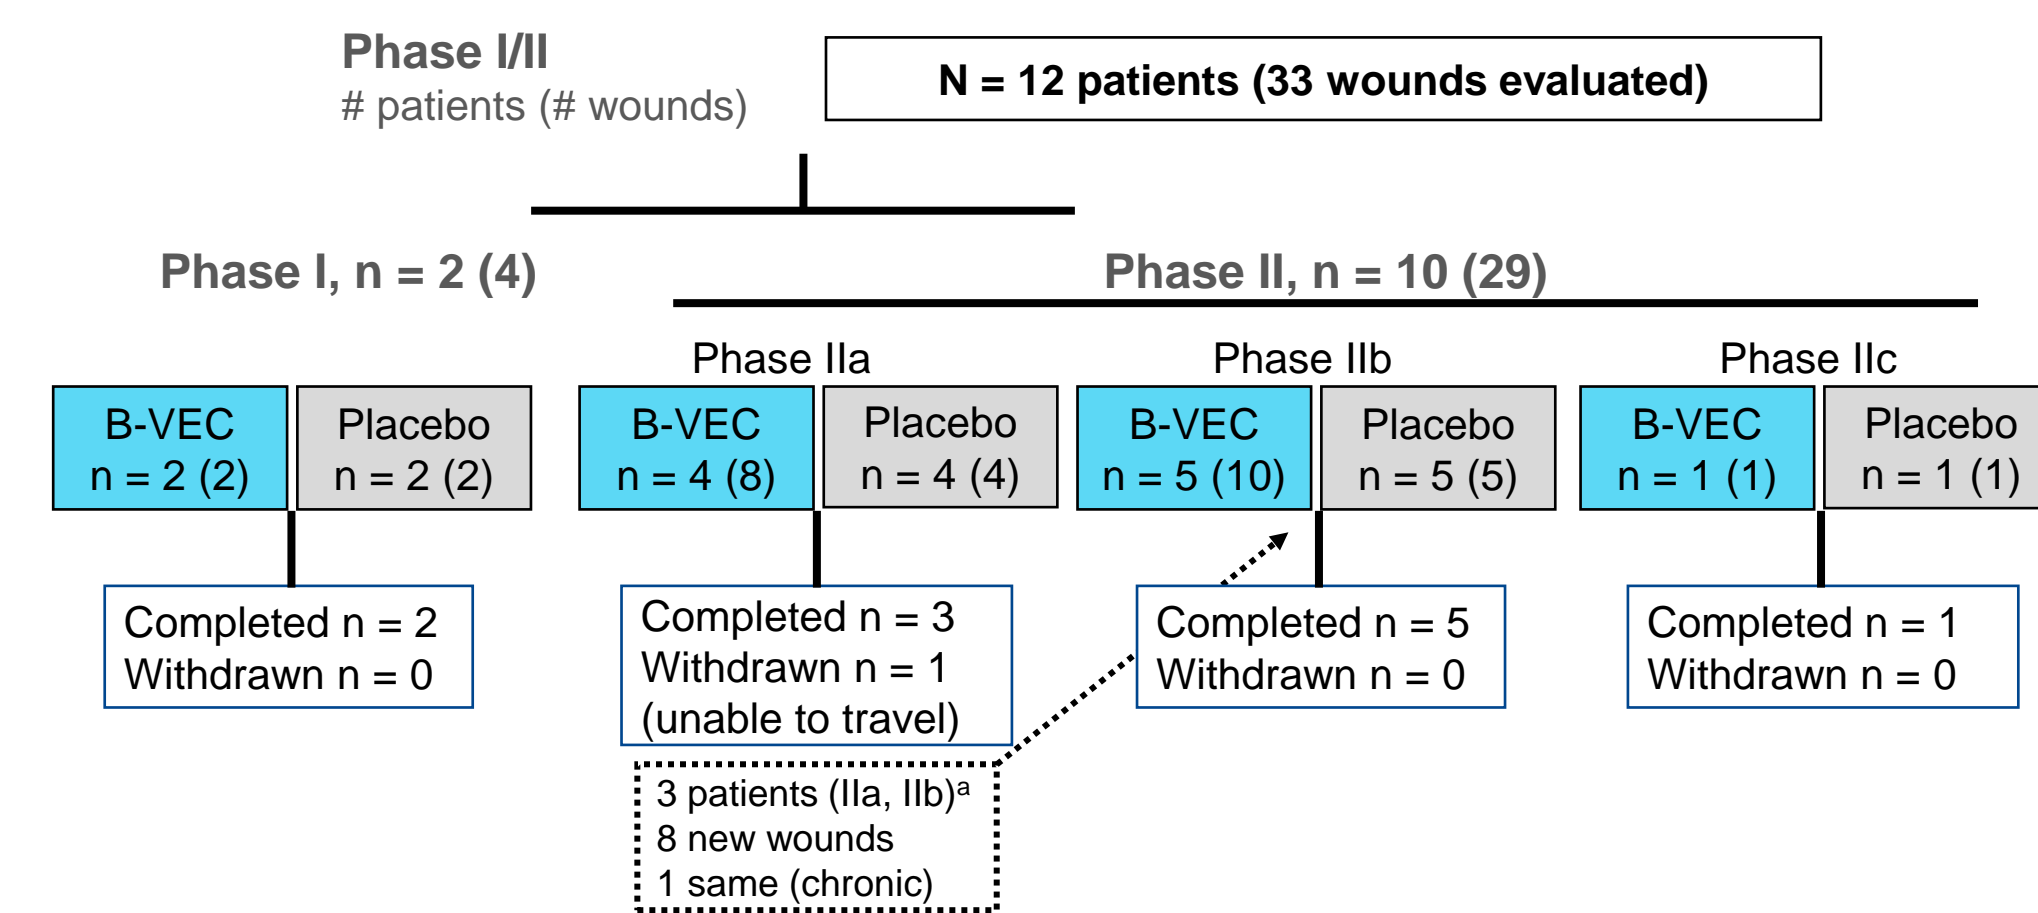 Phase I/II
# patients (# wounds)
N = 12 patients (33 wounds evaluated)
Phase I, n = 2 (4)
Phase II, n = 10 (29)
Phase IIa
Phase IIb
Phase IIc
B-VEC
n = 2 (2)
Placebo
n = 2 (2)
B-VEC
n = 4 (8)
Placebo
n = 4 (4)
B-VEC
n = 5 (10)
Placebo
n = 5 (5)
B-VEC
n = 1 (1)
Placebo
n = 1 (1)
Completed n = 2
Withdrawn n = 0
Completed n = 3
Withdrawn n = 1
(unable to travel)
Completed n = 5
Withdrawn n = 0
Completed n = 1
Withdrawn n = 0
3 patients (IIa, IIb)ᵃ
8 new wounds
1 same (chronic)